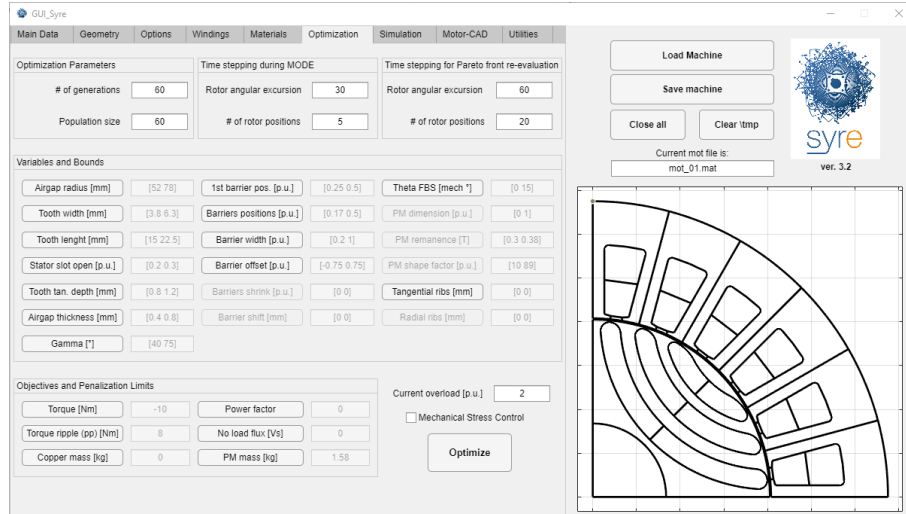 GUI_Syre
Main Data Geometry Options Windings Materials Optimization Simulation Motor-CAD Utilities
Optimization Parameters
# of generations 60
Population size 60
Time stepping during MODE
Rotor angular excursion 30
# of rotor positions 5
Time stepping for Pareto front re-evaluation
Rotor angular excursion 60
# of rotor positions 20
Variables and Bounds
Airgap radius [mm] [52 78] 1st barrier pos. [p.u.] [0.25 0.5] Theta FBS [mech °] [0 15]
Tooth width [mm] [3.8 6.3] Barriers positions [p.u.] [0.17 0.5] PM dimension [p.u.] [0 1]
Tooth lenght [mm] [15 22.5] Barrier width [p.u.] [0.2 1] PM remanence [T] [0.3 0.38]
Stator slot open [p.u.] [0.2 0.3] Barrier offset [p.u.] [-0.75 0.75] PM shape factor [p.u.] [10 89]
Tooth tan. depth [mm] [0.8 1.2] Barriers shrink [p.u.] [0 0] Tangential ribs [mm] [0 0]
Airgap thickness [mm] [0.4 0.8] Barrier shift [mm] [0 0] Radial ribs [mm] [0 0]
Gamma [°] [40 75]
Objectives and Penalization Limits
Torque [Nm] -10 Power factor 0
Torque ripple (pp) [Nm] 8 No load flux [Vs] 0
Copper mass [kg] 0 PM mass [kg] 1.58
Current overload [p.u.] 2
Mechanical Stress Control
Optimize
Load Machine
Save machine
Close all Clear \tmp
Current mot file is:
mot_01.mat
syre
ver. 3.2